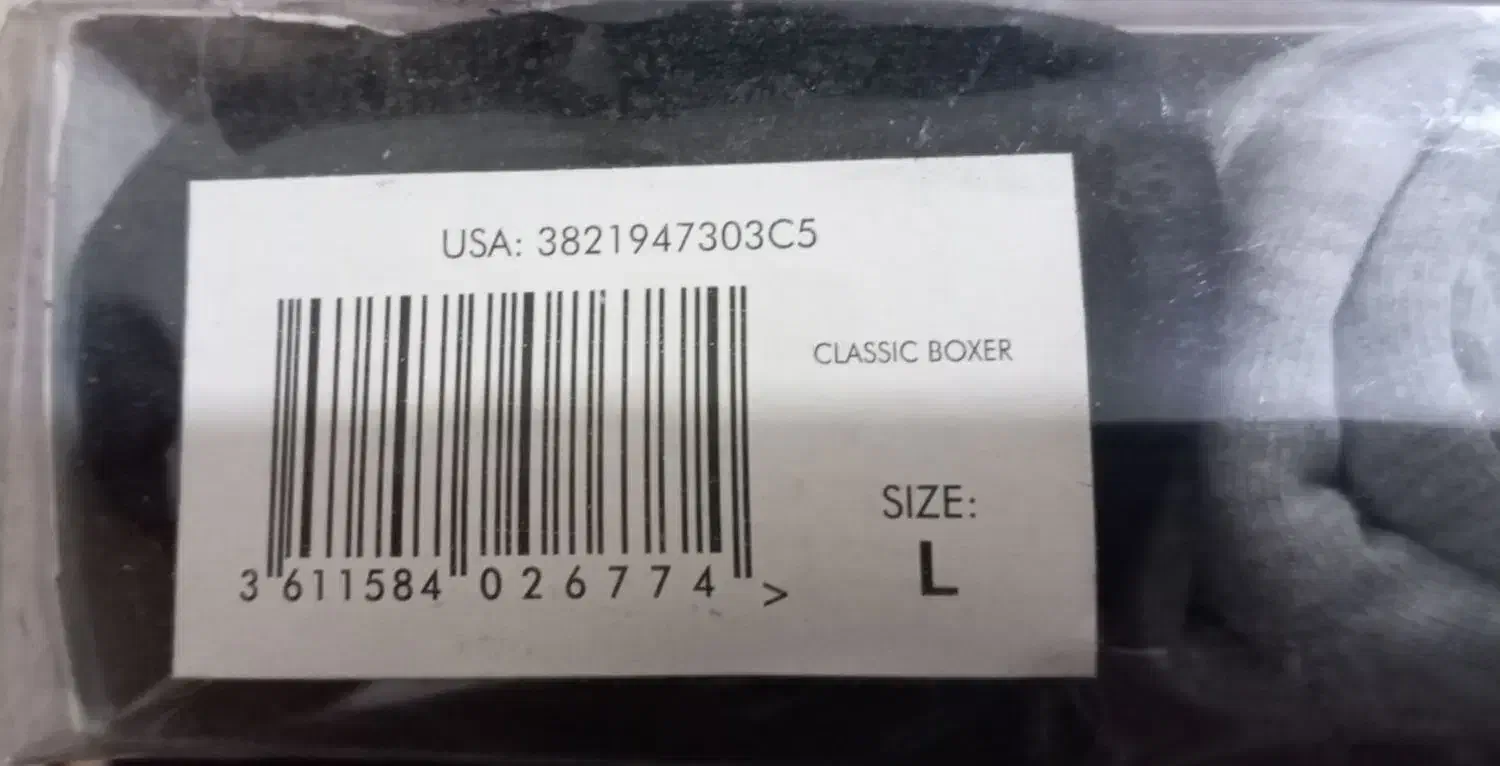 USA: 3821947303C5
CLASSIC BOXER
SIZE:
L
3 611584 026774 >